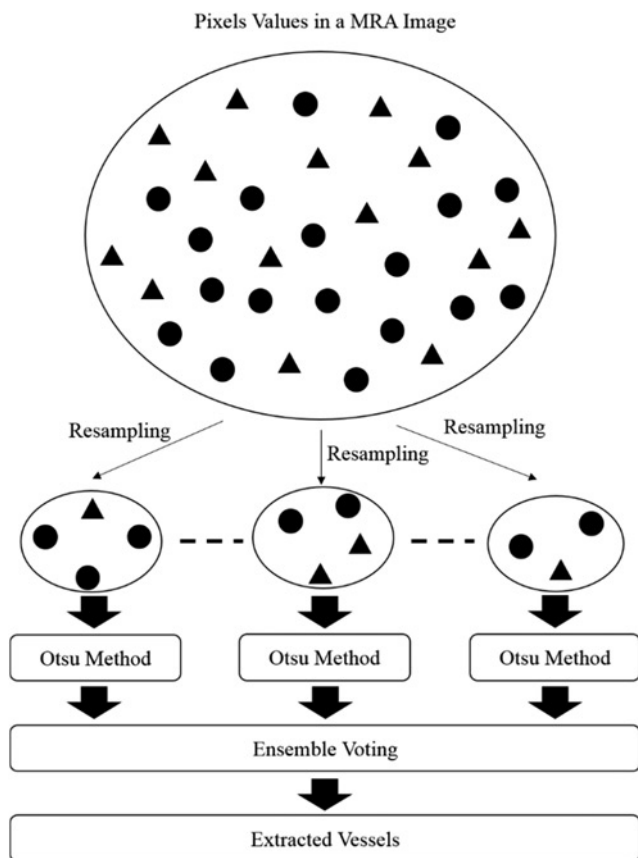 Pixels Values in a MRA Image
Resampling
Resampling
Resampling
Otsu Method
Otsu Method
Otsu Method
Ensemble Voting
Extracted Vessels